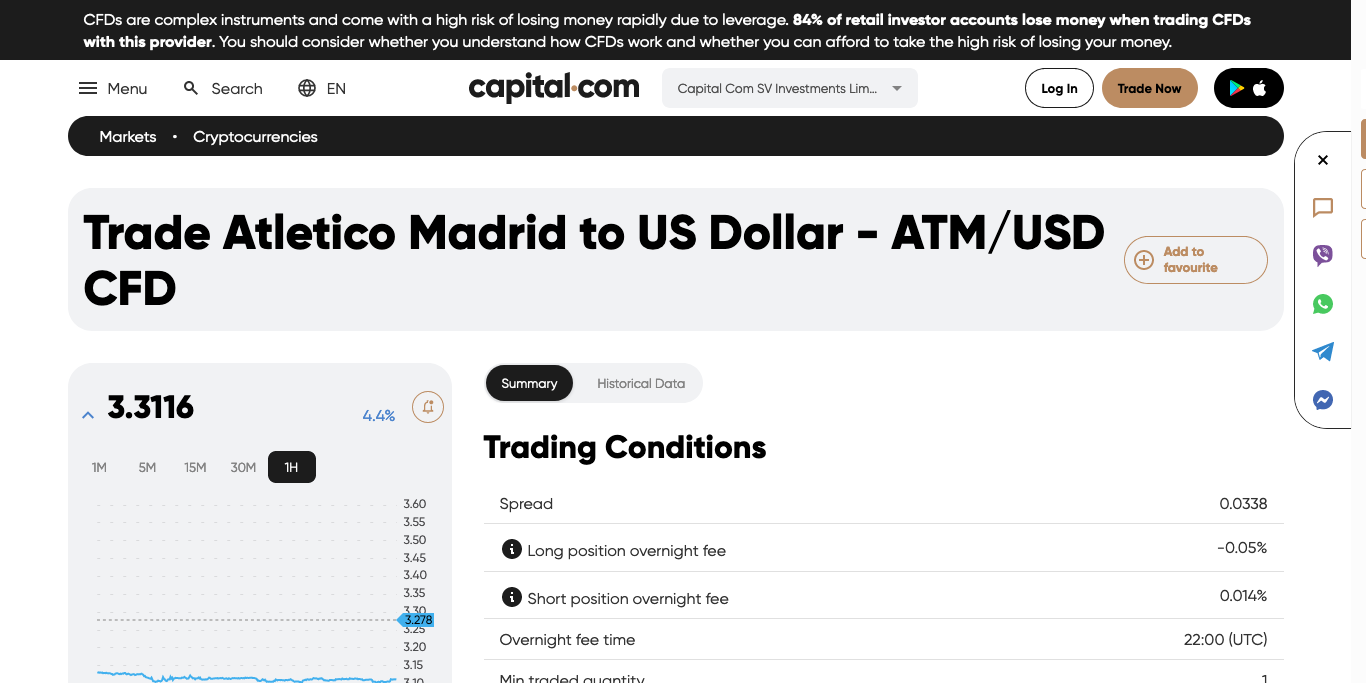 CFDs are complex instruments and come with a high risk of losing money rapidly due to leverage. 84% of retail investor accounts lose money when trading CFDs
with this provider. You should consider whether you understand how CFDs work and whether you can afford to take the high risk of losing your money.
Menu Search EN capital.com Capital Com SV Investments Lim... Log In Trade Now
Markets • Cryptocurrencies
Trade Atletico Madrid to US Dollar - ATM/USD
CFD
Add to
favourite
3.3116 4.4%
1M 5M 15M 30M 1H
3.60
3.55
3.50
3.45
3.40
3.35
3.30
3.278
3.25
3.20
3.15
3.10
Summary Historical Data
Trading Conditions
Spread 0.0338
Long position overnight fee -0.05%
Short position overnight fee 0.014%
Overnight fee time 22:00 (UTC)
Min traded quantity 1